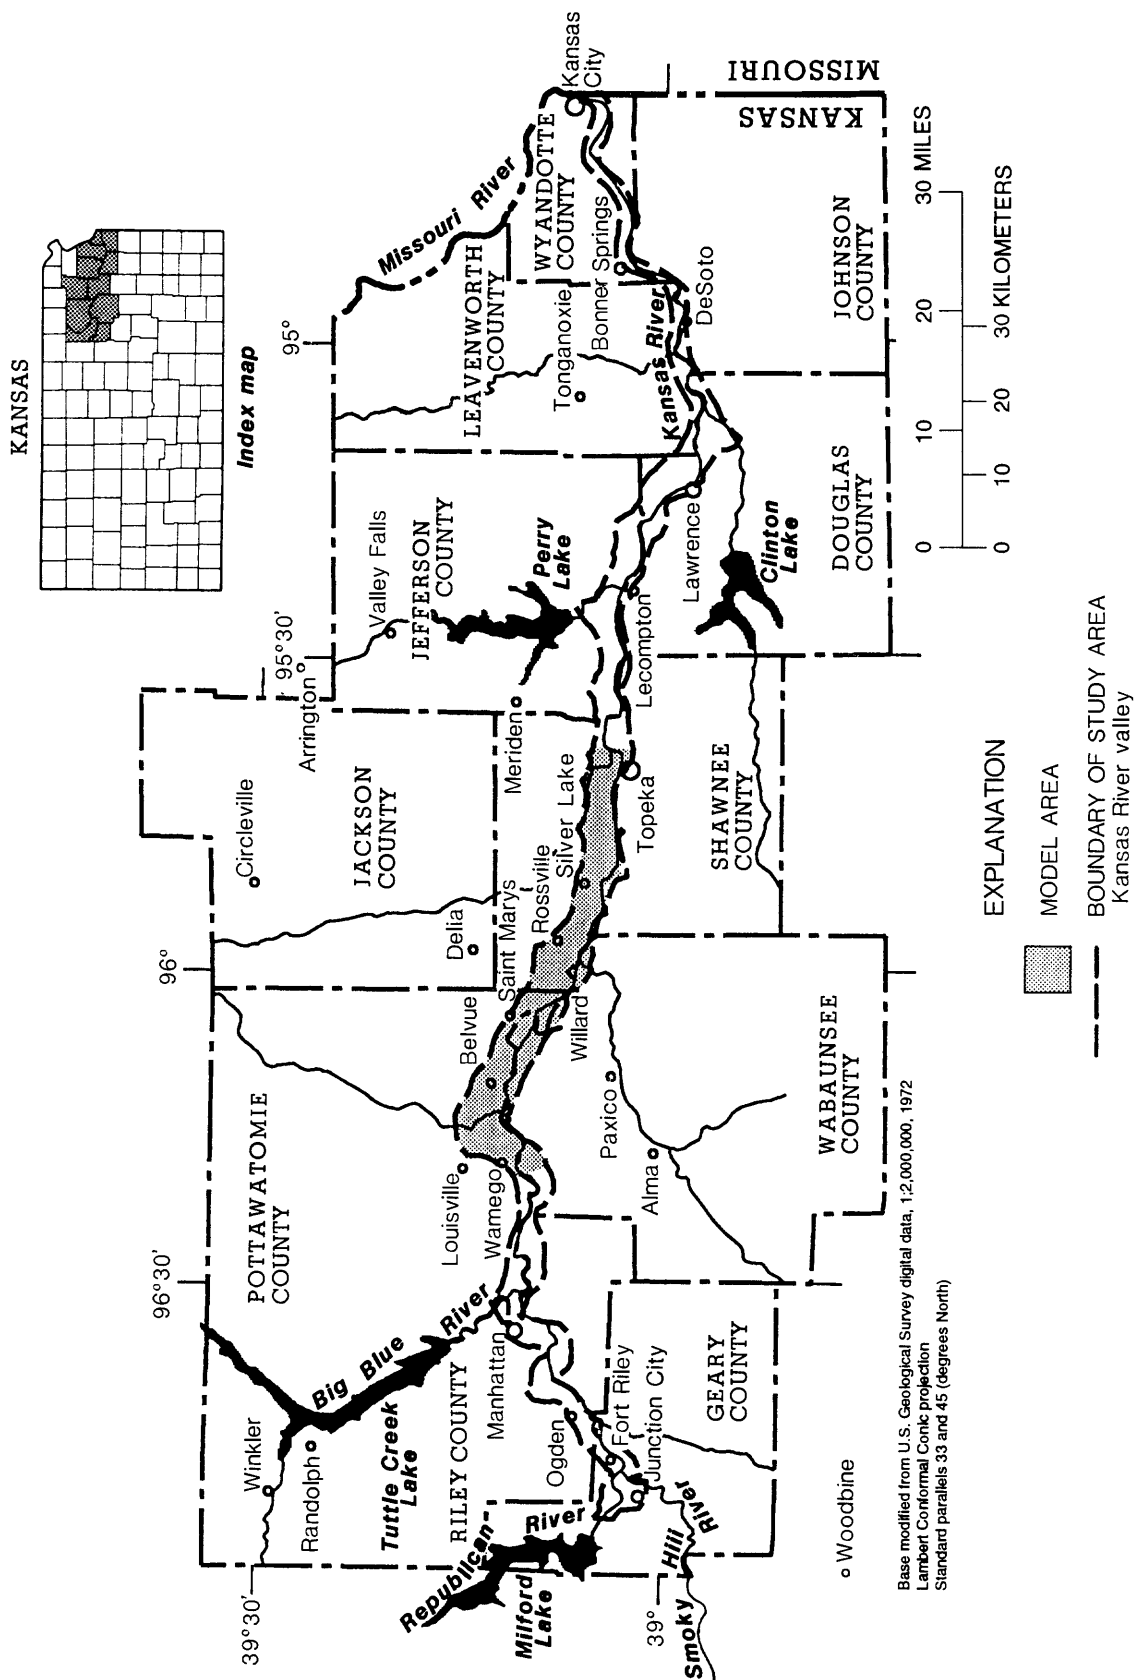 KANSAS
Index map
96°30'
96°
95°30'
95°
39°30'
39°
Winkler
Randolph
Big Blue
River
Tuttle Creek
Lake
RILEY COUNTY
Manhattan
Ogden
Fort Riley
Junction City
Republican
River
Milford
Lake
Smoky
Hill
River
GEARY
COUNTY
Woodbine
POTTAWATOMIE
COUNTY
Louisville
Wamego
Belvue
Saint Marys
Delia
Circleville
JACKSON
COUNTY
Arrington
Meriden
Rossville
Silver Lake
Willard
Paxico
Alma
WABAUNSEE
COUNTY
Topeka
SHAWNEE
COUNTY
Valley Falls
JEFFERSON
COUNTY
Perry
Lake
Lecompton
Lawrence
Clinton
Lake
DOUGLAS
COUNTY
Missouri River
LEAVENWORTH
COUNTY
Tonganoxie
Kansas River
WYANDOTTE
COUNTY
Bonner Springs
DeSoto
JOHNSON
COUNTY
Kansas
City
MISSOURI
KANSAS
0 10 20 30 MILES
0 10 20 30 KILOMETERS
Base modified from U.S. Geological Survey digital data, 1:2,000,000, 1972
Lambert Conformal Conic projection
Standard parallels 33 and 45 (degrees North)
EXPLANATION
MODEL AREA
BOUNDARY OF STUDY AREA
Kansas River valley